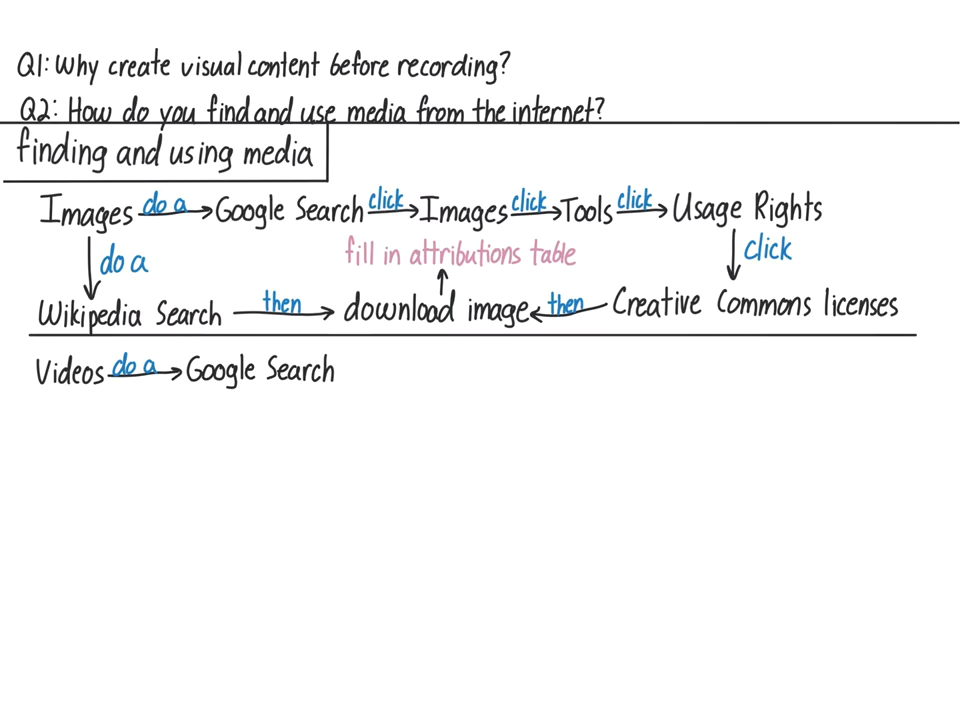 Q1: Why create visual content before recording?
Q2: How do you find and use media from the internet?
finding and using media
Images do a Google Search click Images click Tools click Usage Rights
do a fill in attributions table click
Wikipedia Search then download image then Creative Commons licenses
Videos do a Google Search